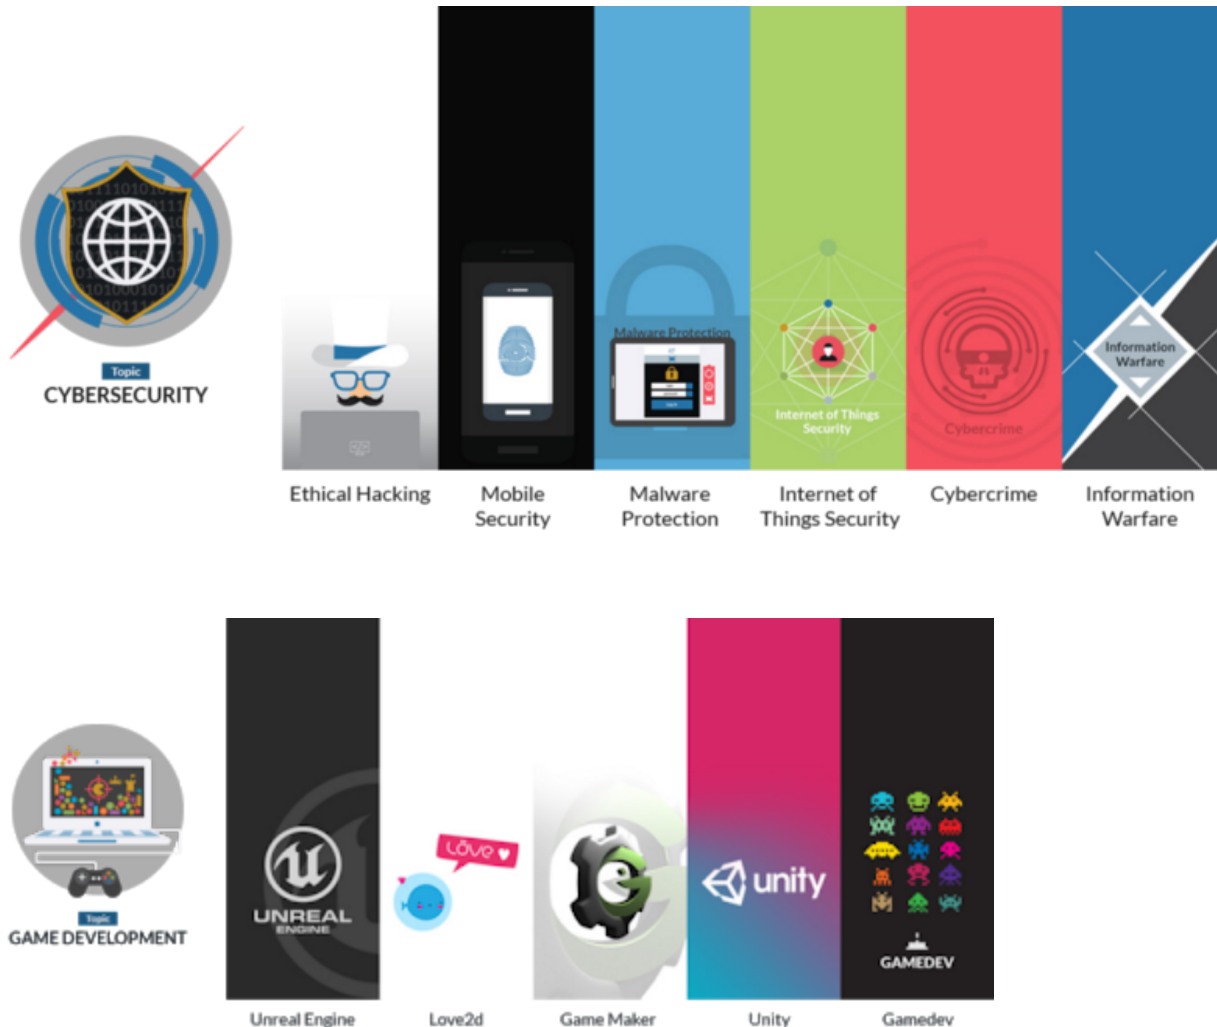 Topic
CYBERSECURITY
Malware Protection
Internet of Things
Security
Cybercrime
Information
Warfare
Ethical Hacking
Mobile
Security
Malware
Protection
Internet of
Things Security
Cybercrime
Information
Warfare
Topic
GAME DEVELOPMENT
UNREAL
ENGINE
LÖVE
unity
GAMEDEV
Unreal Engine
Love2d
Game Maker
Unity
Gamedev